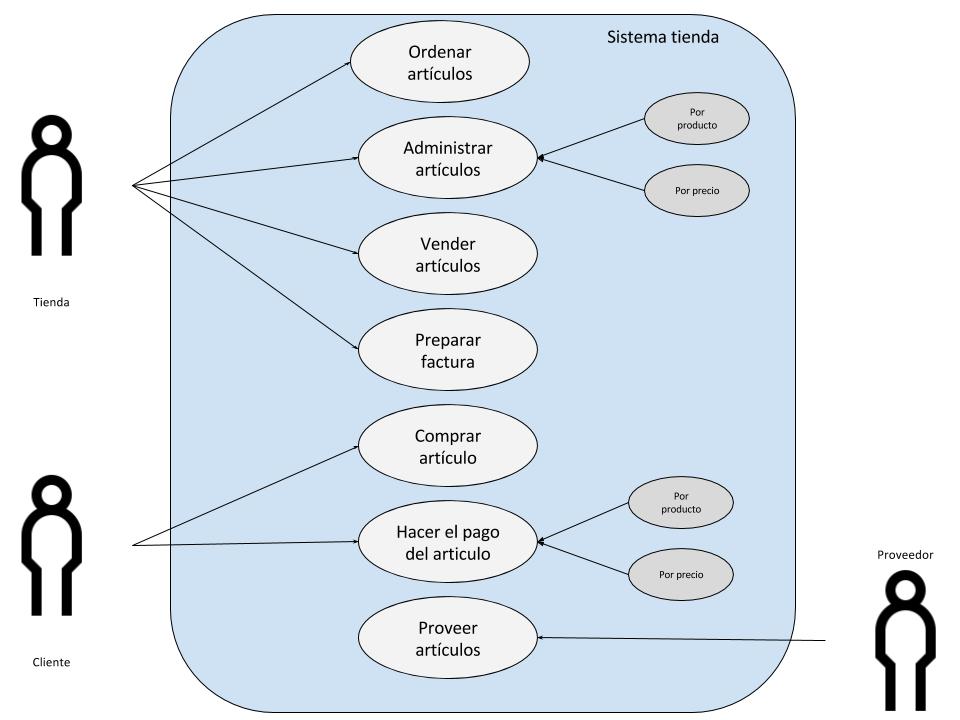 Sistema tienda
Ordenar
artículos
Administrar
artículos
Por
producto
Por precio
Vender
artículos
Tienda
Preparar
factura
Comprar
artículo
Hacer el pago
del articulo
Por
producto
Por precio
Proveedor
Proveer
artículos
Cliente